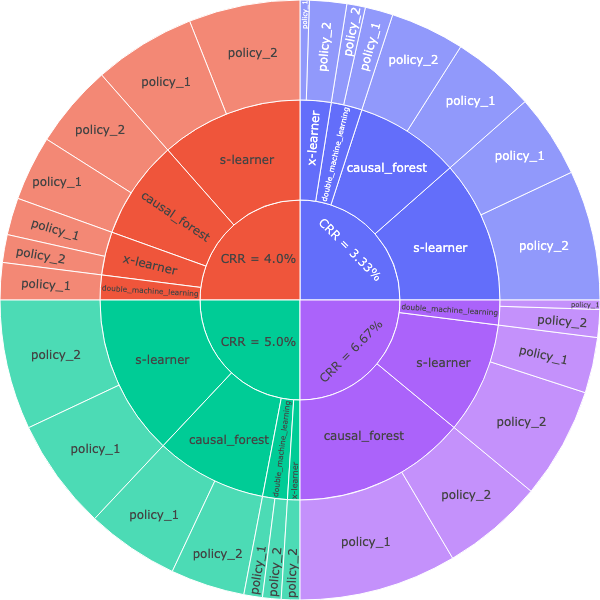 CRR = 3.33%
s-learner
policy_2
policy_1
causal_forest
policy_1
policy_2
double_machine_learning
policy_1
policy_2
x-learner
policy_2
policy_1
CRR = 4.0%
s-learner
policy_2
policy_1
causal_forest
policy_2
policy_1
x-learner
policy_1
policy_2
double_machine_learning
policy_1
CRR = 5.0%
s-learner
policy_2
policy_1
causal_forest
policy_1
policy_2
double_machine_learning
policy_1
policy_2
x-learner
policy_2
CRR = 6.67%
causal_forest
policy_1
policy_2
s-learner
policy_2
policy_1
double_machine_learning
policy_2
policy_1